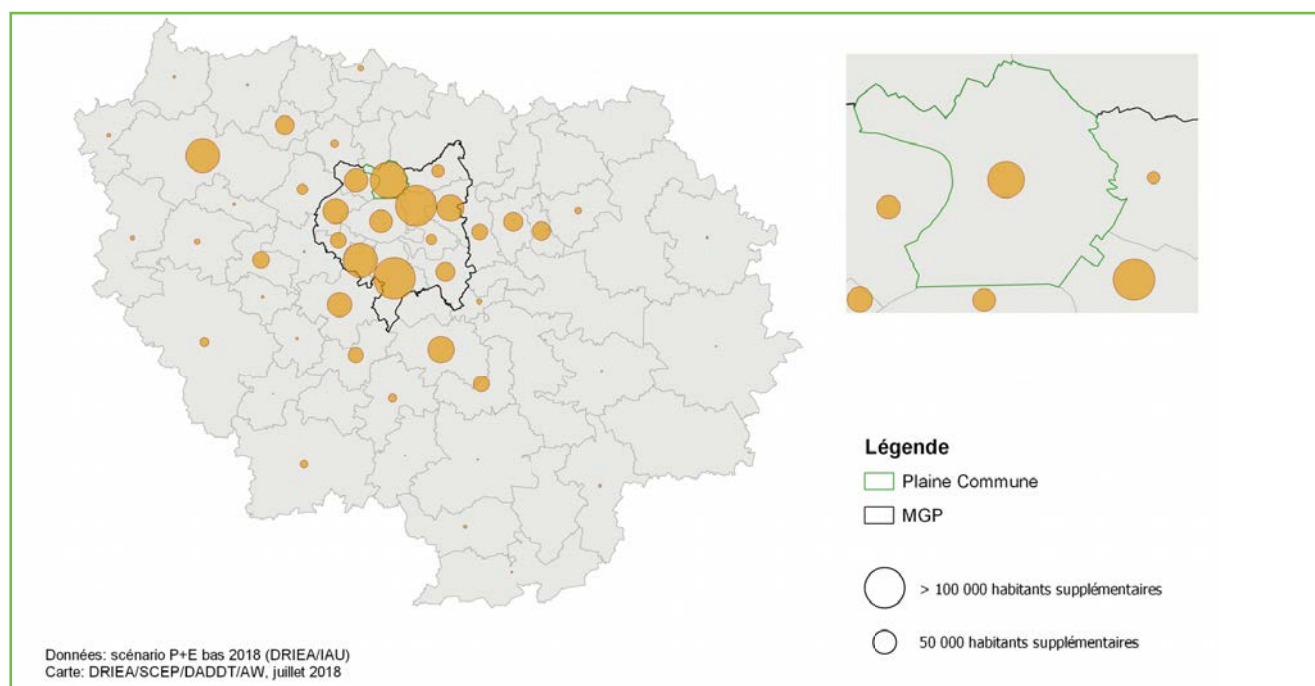 Légende
Plaine Commune
MGP
> 100 000 habitants supplémentaires
50 000 habitants supplémentaires
Données: scénario P+E bas 2018 (DRIEA/IAU)
Carte: DRIEA/SCEP/DADDT/AW, juillet 2018